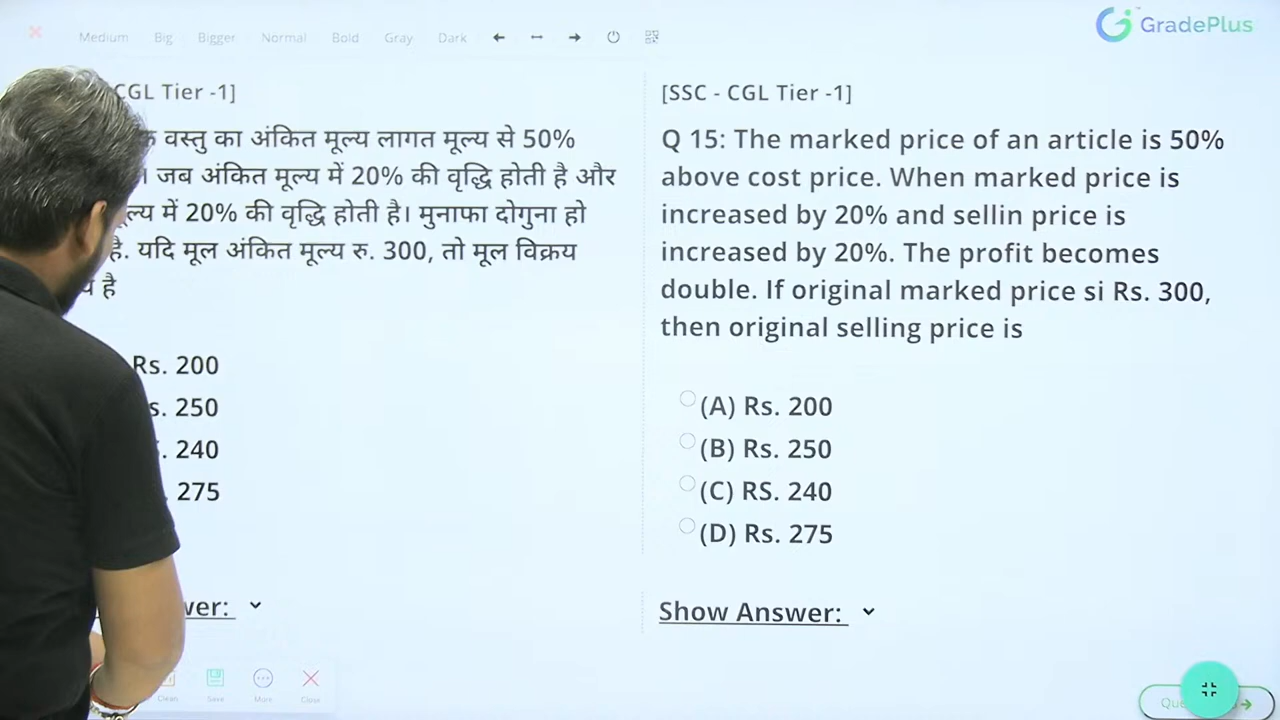 Medium Big Bigger Normal Bold Gray Dark
GradePlus
CGL Tier -1]
वस्तु का अंकित मूल्य लागत मूल्य से 50%
जब अंकित मूल्य में 20% की वृद्धि होती है और
में 20% की वृद्धि होती है। मुनाफा दोगुना हो
है. यदि मूल अंकित मूल्य रु. 300, तो मूल विक्रय
है
Rs. 200
250
240
275
[SSC - CGL Tier -1]
Q 15: The marked price of an article is 50%
above cost price. When marked price is
increased by 20% and sellin price is
increased by 20%. The profit becomes
double. If original marked price si Rs. 300,
then original selling price is
(A) Rs. 200
(B) Rs. 250
(C) RS. 240
(D) Rs. 275
Show Answer:
Clean Save More Close